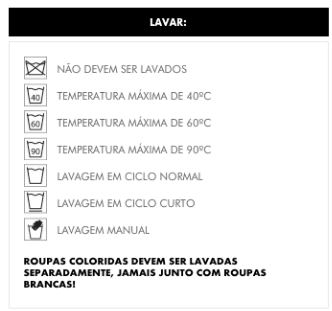 LAVAR:
NÃO DEVEM SER LAVADOS
40 TEMPERATURA MÁXIMA DE 40ºC
60 TEMPERATURA MÁXIMA DE 60ºC
90 TEMPERATURA MÁXIMA DE 90ºC
LAVAGEM EM CICLO NORMAL
LAVAGEM EM CICLO CURTO
LAVAGEM MANUAL
ROUPAS COLORIDAS DEVEM SER LAVADAS
SEPARADAMENTE, JAMAIS JUNTO COM ROUPAS
BRANCAS!